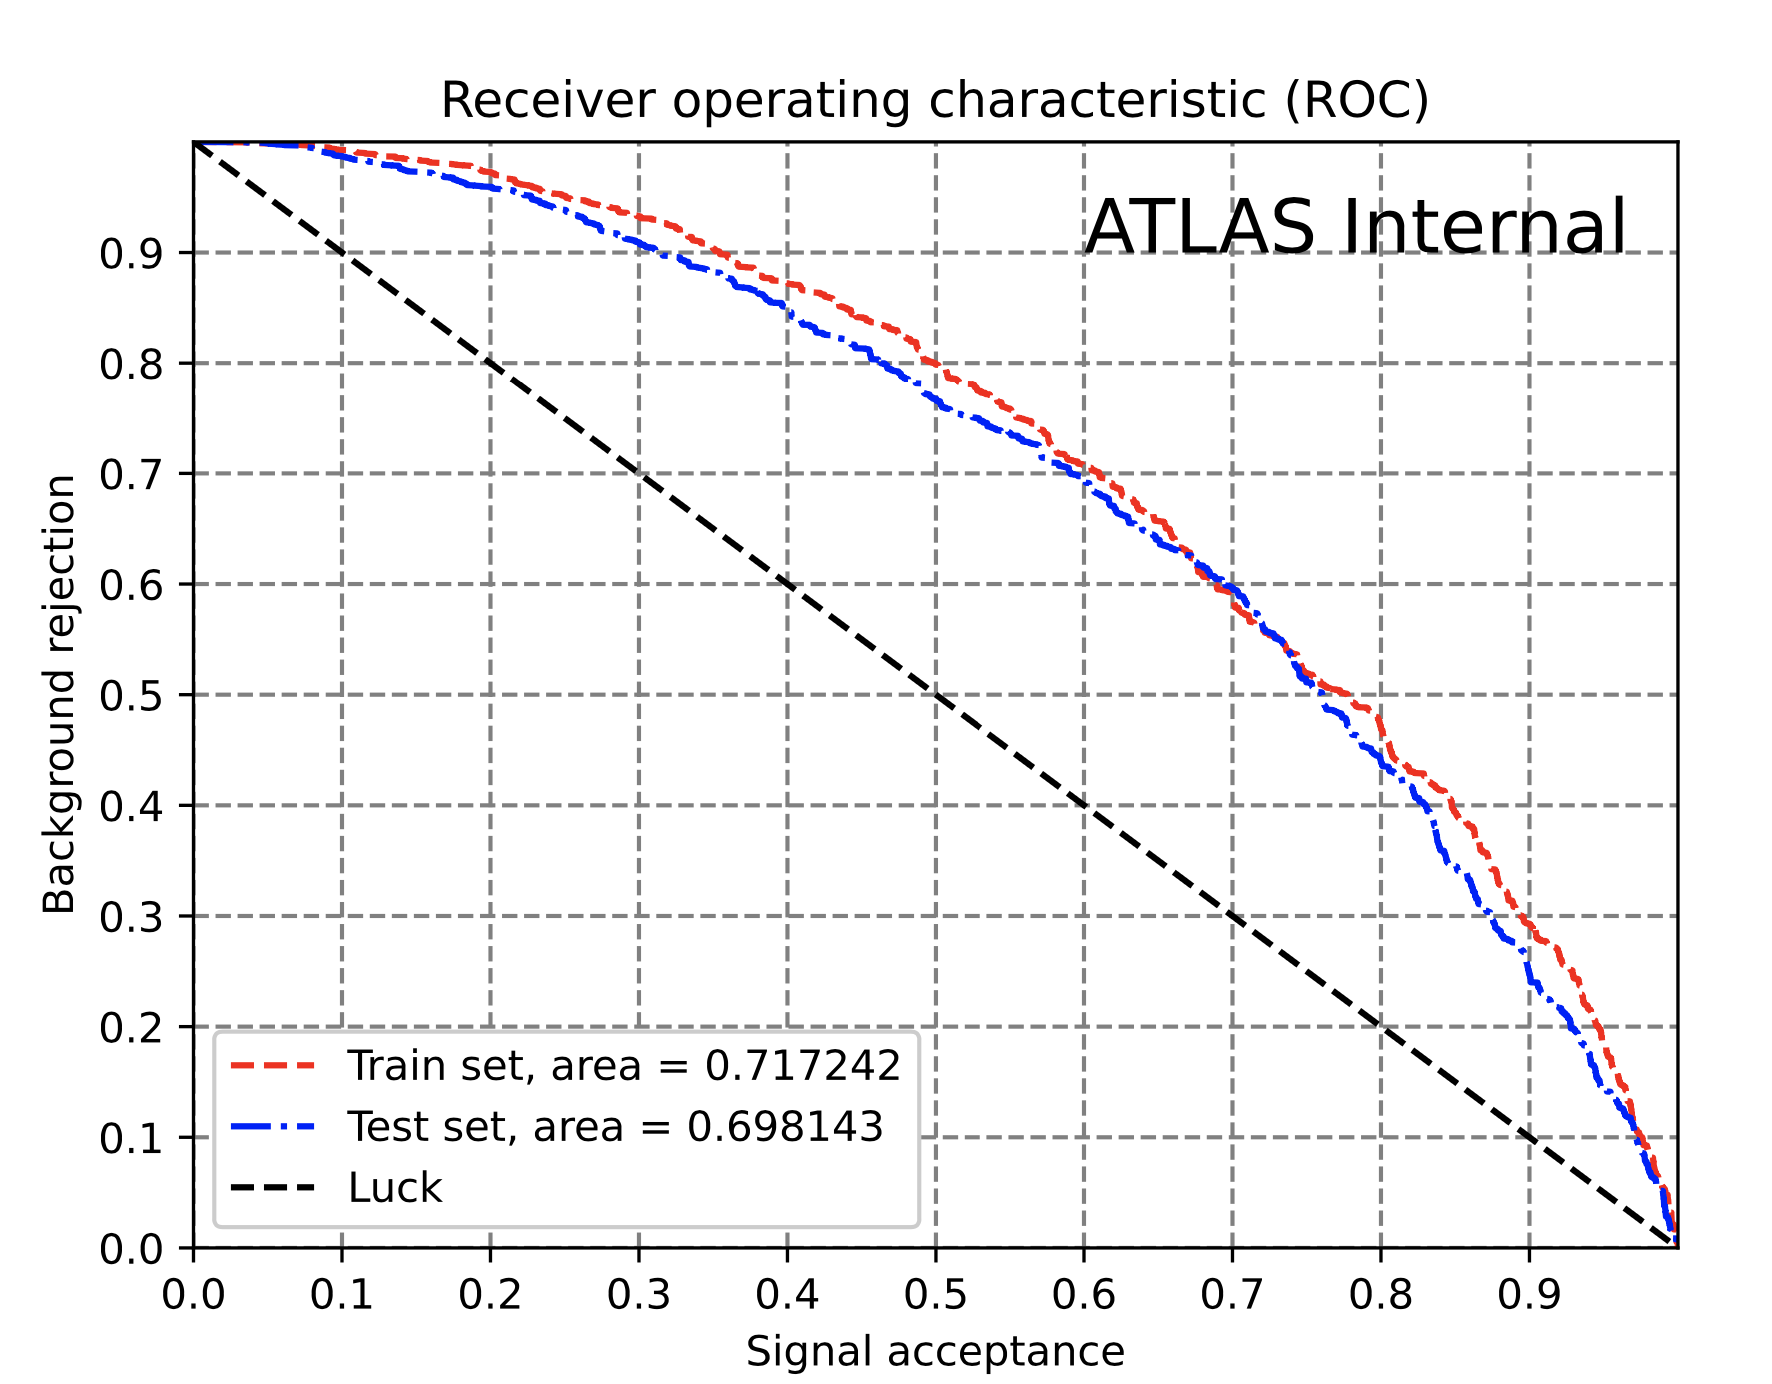 Receiver operating characteristic (ROC)
ATLAS Internal
Background rejection
0.9
0.8
0.7
0.6
0.5
0.4
0.3
0.2
0.1
0.0
Train set, area = 0.717242
Test set, area = 0.698143
Luck
0.0 0.1 0.2 0.3 0.4 0.5 0.6 0.7 0.8 0.9
Signal acceptance